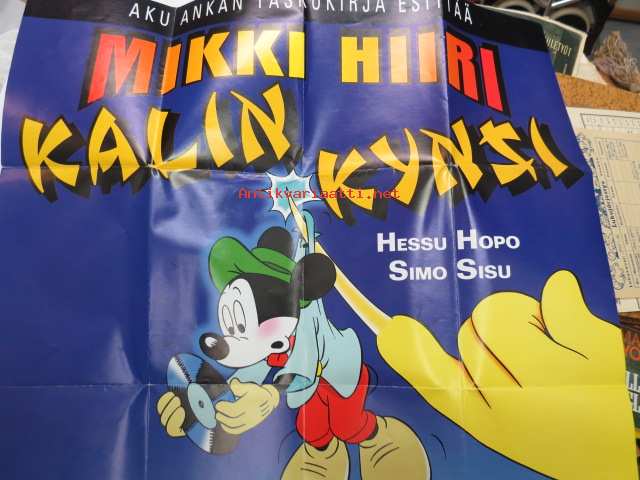 AKU ANKAN TASKUKIRJA ESITTÄÄ
MIKKI HIIRI
KALIN KYNSI
Antikvariaatti.net
HESSU HOPO
SIMO SISU